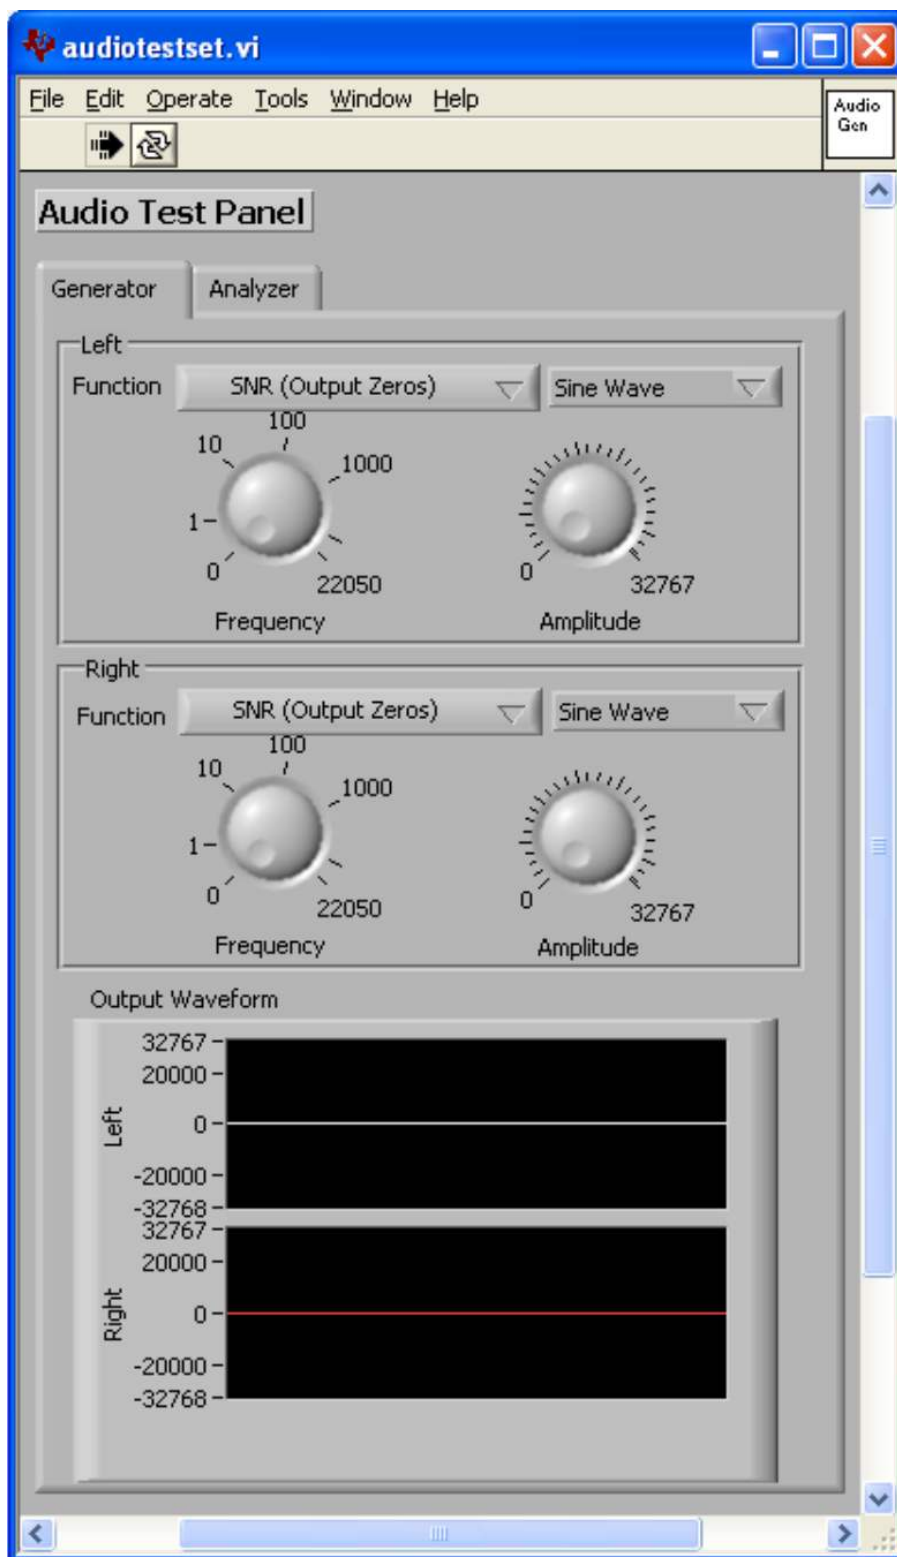 audiotestset.vi
File Edit Operate Tools Window Help
Audio
Gen
Audio Test Panel
Generator Analyzer
Left
Function SNR (Output Zeros) Sine Wave
100
10 1000
1
0 22050 0 32767
Frequency Amplitude
Right
Function SNR (Output Zeros) Sine Wave
100
10 1000
1
0 22050 0 32767
Frequency Amplitude
Output Waveform
Left
32767
20000
0
-20000
-32768
Right
32767
20000
0
-20000
-32768